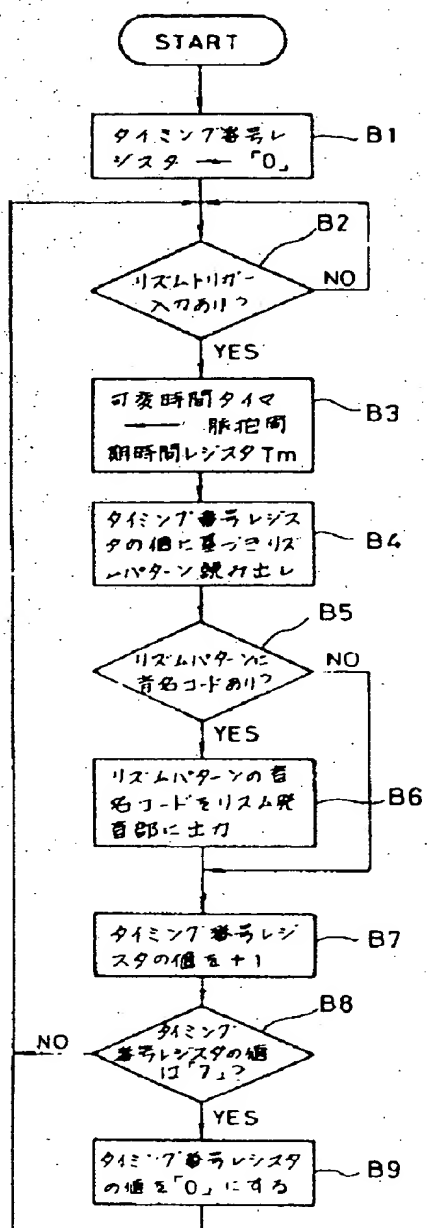 START
タイミング番号レ
ジスタ ← 「0」
B1
B2
リズムトリガー
入力あり?
NO
YES
可変時間タイマ
← 脈拍周
期時間レジスタTm
B3
タイミング番号レジス
タの値に基づきリズ
ムパターン読み出し
B4
B5
リズムパターンに
音名コードあり?
NO
YES
リズムパターンの音
名コードをリズム発
音部に出力
B6
タイミング番号レジ
スタの値を+1
B7
B8
タイミング
番号レジスタの値
は「7」?
NO
YES
タイミング番号レジスタ
の値を「0」にする
B9